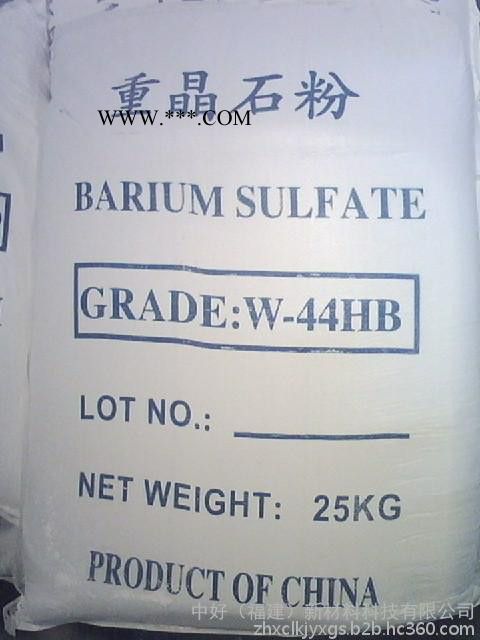 重晶石粉
WWW.***.COM
BARIUM SULFATE
GRADE:W-44HB
LOT NO.:
NET WEIGHT: 25KG
PRODUCT OF CHINA
中好（福建）新材料科技有限公司
zhxclkjyxgs.b2b.hc360.com